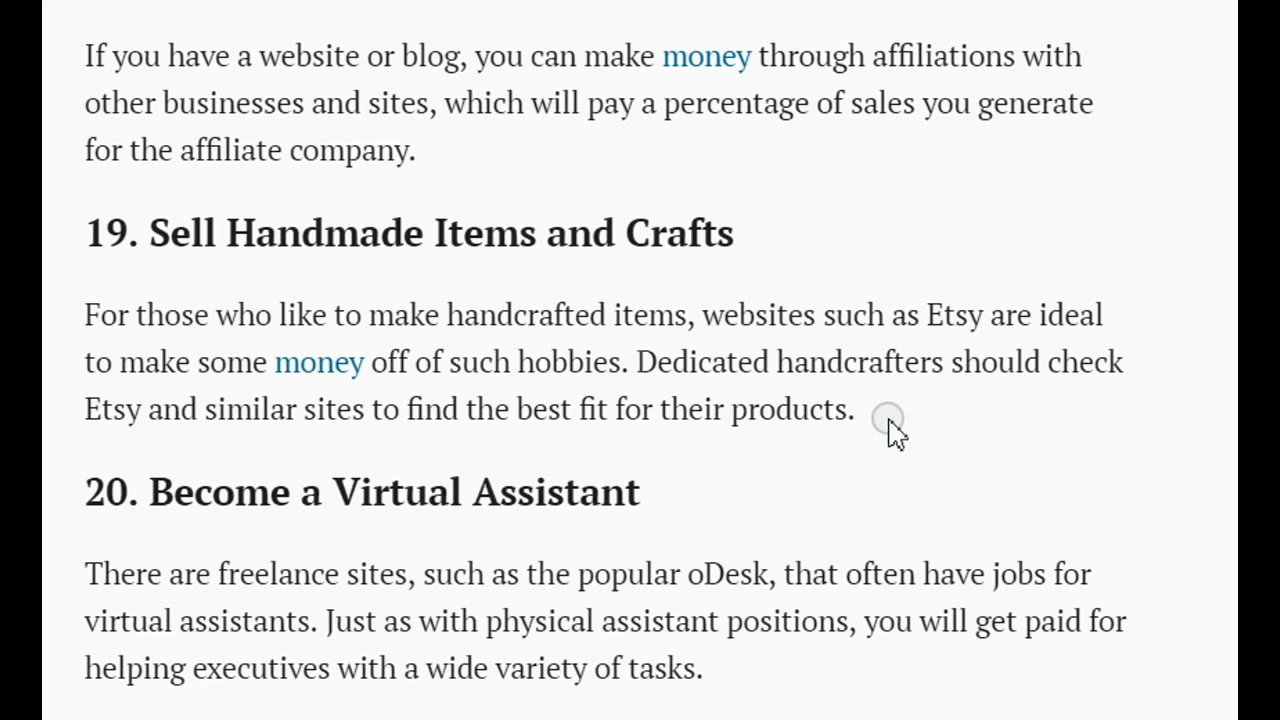 If you have a website or blog, you can make money through affiliations with
other businesses and sites, which will pay a percentage of sales you generate
for the affiliate company.
19. Sell Handmade Items and Crafts
For those who like to make handcrafted items, websites such as Etsy are ideal
to make some money off of such hobbies. Dedicated handcrafters should check
Etsy and similar sites to find the best fit for their products.
20. Become a Virtual Assistant
There are freelance sites, such as the popular oDesk, that often have jobs for
virtual assistants. Just as with physical assistant positions, you will get paid for
helping executives with a wide variety of tasks.